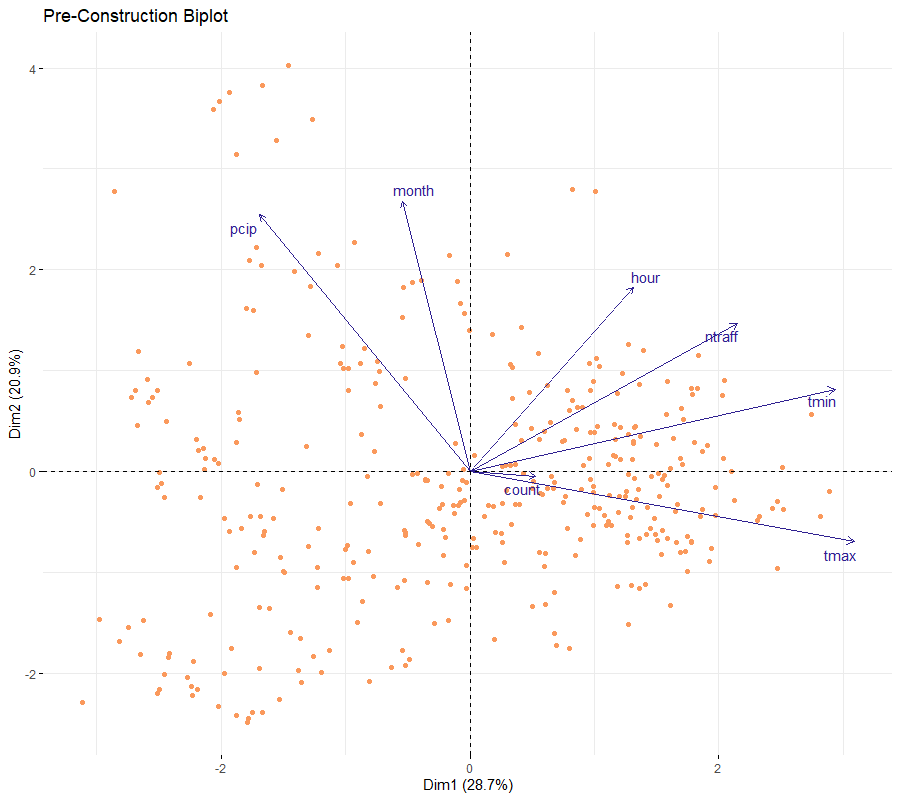 Pre-Construction Biplot
4
month
pcip
2
hour
ntraff
tmin
Dim2 (20.9%)
0
count
tmax
-2
-2
0
2
Dim1 (28.7%)